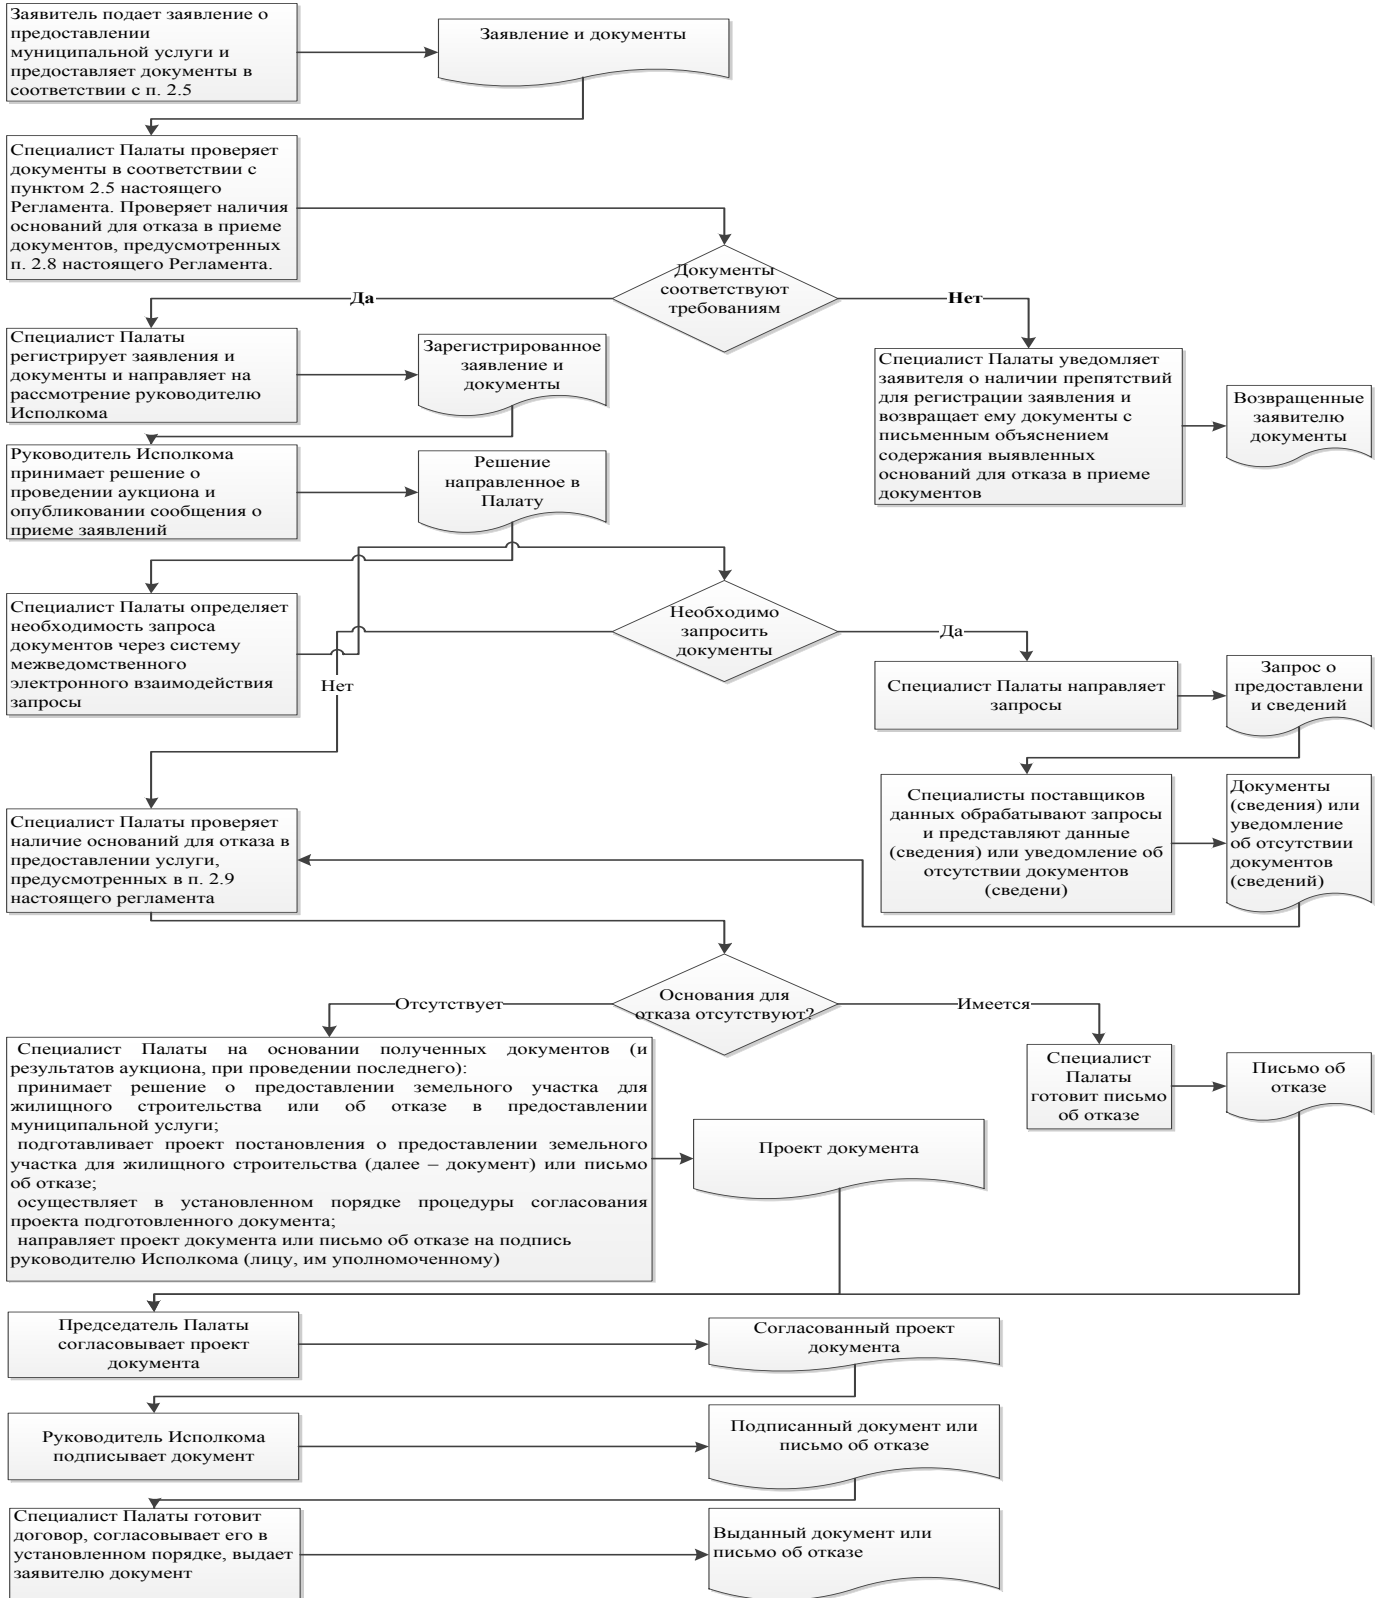 Заявитель подает заявление о
предоставлении
муниципальной услуги и
предоставляет документы в
соответствии с п. 2.5
Заявление и документы
Специалист Палаты проверяет
документы в соответствии с
пунктом 2.5 настоящего
Регламента. Проверяет наличия
оснований для отказа в приеме
документов, предусмотренных
п. 2.8 настоящего Регламента.
Документы
соответствуют
требованиям
Да
Нет
Специалист Палаты
регистрирует заявления и
документы и направляет на
рассмотрение руководителю
Исполкома
Зарегистрированное
заявление и
документы
Специалист Палаты уведомляет
заявителя о наличии препятствий
для регистрации заявления и
возвращает ему документы с
письменным объяснением
содержания выявленных
оснований для отказа в приеме
документов
Возвращенные
заявителю
документы
Руководитель Исполкома
принимает решение о
проведении аукциона и
опубликовании сообщения о
приеме заявлений
Решение
направленное в
Палату
Специалист Палаты определяет
необходимость запроса
документов через систему
межведомственного
электронного взаимодействия
запросы
Необходимо
запросить
документы
Да
Нет
Специалист Палаты направляет
запросы
Запрос о
предоставлени
и сведений
Специалисты поставщиков
данных обрабатывают запросы
и представляют данные
(сведения) или уведомление об
отсутствии документов
(сведени)
Документы
(сведения) или
уведомление
об отсутствии
документов
(сведений)
Специалист Палаты проверяет
наличие оснований для отказа в
предоставлении услуги,
предусмотренных в п. 2.9
настоящего регламента
Основания для
отказа отсутствуют?
Отсутствует
Имеется
Специалист Палаты на основании полученных документов (и
результатов аукциона, при проведении последнего):
принимает решение о предоставлении земельного участка для
жилищного строительства или об отказе в предоставлении
муниципальной услуги;
подготавливает проект постановления о предоставлении земельного
участка для жилищного строительства (далее – документ) или письмо
об отказе;
осуществляет в установленном порядке процедуры согласования
проекта подготовленного документа;
направляет проект документа или письмо об отказе на подпись
руководителю Исполкома (лицу, им уполномоченному)
Проект документа
Специалист
Палаты
готовит письмо
об отказе
Письмо об
отказе
Председатель Палаты
согласовывает проект
документа
Согласованный проект
документа
Руководитель Исполкома
подписывает документ
Подписанный документ или
письмо об отказе
Специалист Палаты готовит
договор, согласовывает его в
установленном порядке, выдает
заявителю документ
Выданный документ или
письмо об отказе